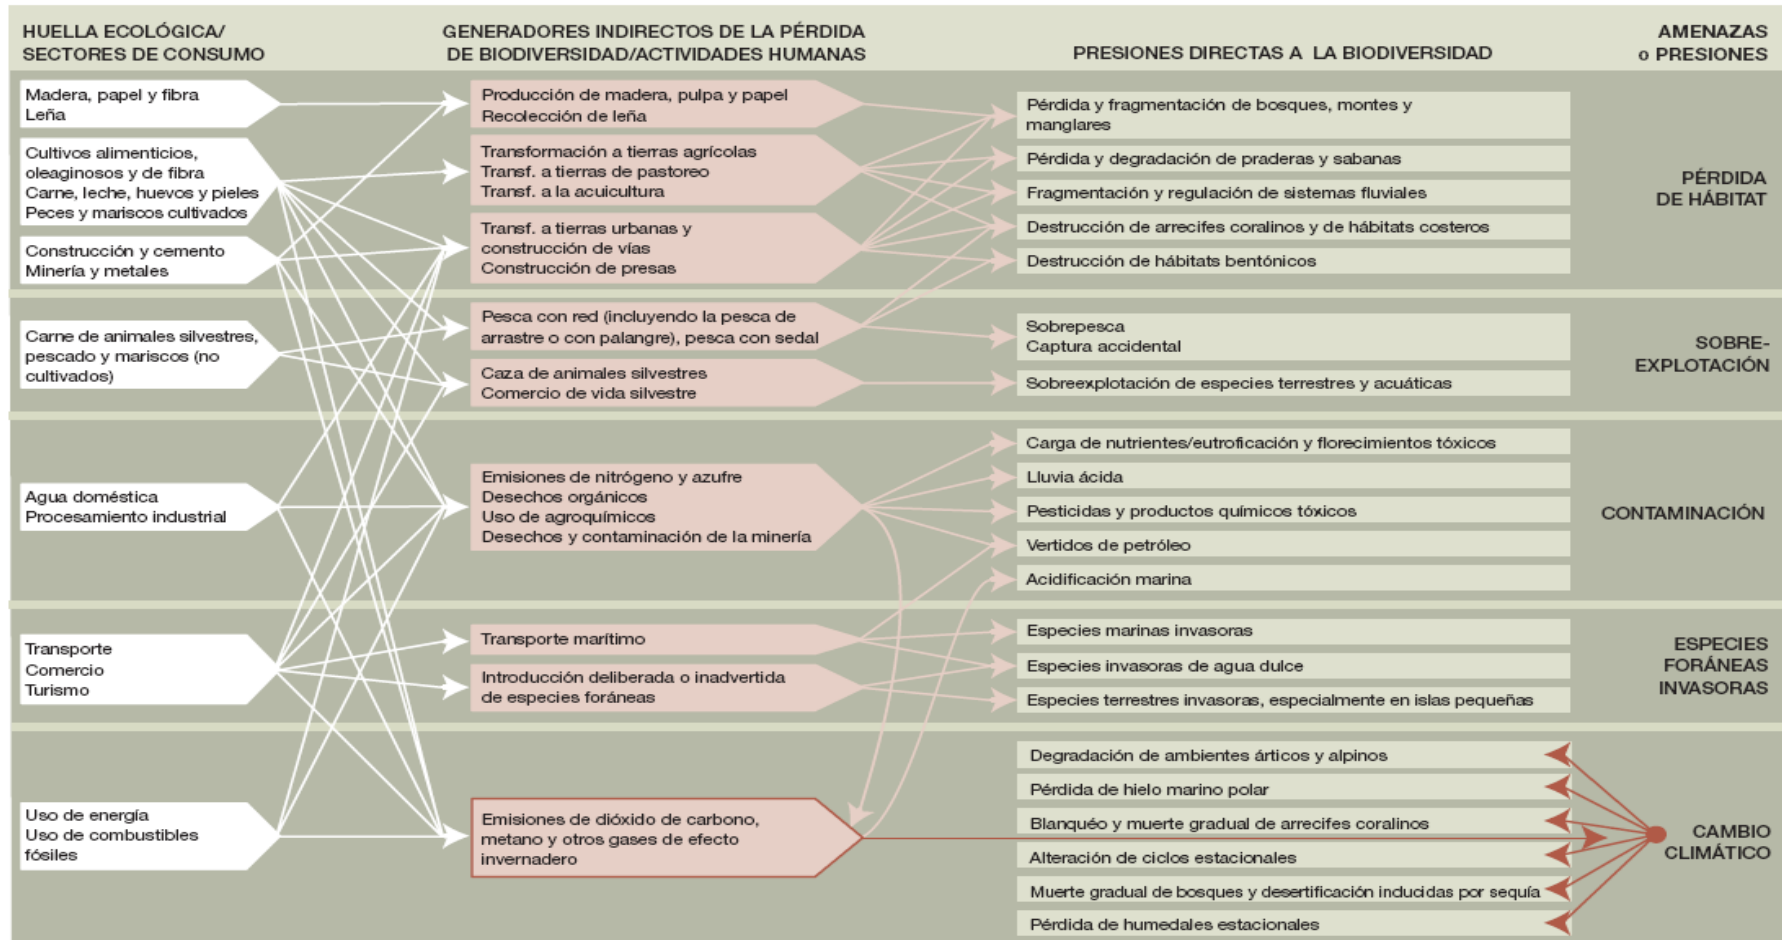 HUELLA ECOLÓGICA/
SECTORES DE CONSUMO
GENERADORES INDIRECTOS DE LA PÉRDIDA
DE BIODIVERSIDAD/ACTIVIDADES HUMANAS
PRESIONES DIRECTAS A LA BIODIVERSIDAD
AMENAZAS
o PRESIONES
Madera, papel y fibra
Leña
Cultivos alimenticios,
oleaginosos y de fibra
Carne, leche, huevos y pieles
Peces y mariscos cultivados
Construcción y cemento
Minería y metales
Producción de madera, pulpa y papel
Recolección de leña
Transformación a tierras agrícolas
Transf. a tierras de pastoreo
Transf. a la acuicultura
Transf. a tierras urbanas y
construcción de vías
Construcción de presas
Pérdida y fragmentación de bosques, montes y
manglares
Pérdida y degradación de praderas y sabanas
Fragmentación y regulación de sistemas fluviales
Destrucción de arrecifes coralinos y de hábitats costeros
Destrucción de hábitats bentónicos
PÉRDIDA
DE HÁBITAT
Carne de animales silvestres,
pescado y mariscos (no
cultivados)
Pesca con red (incluyendo la pesca de
arrastre o con palangre), pesca con sedal
Caza de animales silvestres
Comercio de vida silvestre
Sobrepesca
Captura accidental
Sobreexplotación de especies terrestres y acuáticas
SOBRE-
EXPLOTACIÓN
Agua doméstica
Procesamiento industrial
Emisiones de nitrógeno y azufre
Desechos orgánicos
Uso de agroquímicos
Desechos y contaminación de la minería
Carga de nutrientes/eutroficación y florecimientos tóxicos
Lluvia ácida
Pesticidas y productos químicos tóxicos
Vertidos de petróleo
Acidificación marina
CONTAMINACIÓN
Transporte
Comercio
Turismo
Transporte marítimo
Introducción deliberada o inadvertida
de especies foráneas
Especies marinas invasoras
Especies invasoras de agua dulce
Especies terrestres invasoras, especialmente en islas pequeñas
ESPECIES
FORÁNEAS
INVASORAS
Uso de energía
Uso de combustibles
fósiles
Emisiones de dióxido de carbono,
metano y otros gases de efecto
invernadero
Degradación de ambientes árticos y alpinos
Pérdida de hielo marino polar
Blanquéo y muerte gradual de arrecifes coralinos
Alteración de ciclos estacionales
Muerte gradual de bosques y desertificación inducidas por sequía
Pérdida de humedales estacionales
CAMBIO
CLIMÁTICO